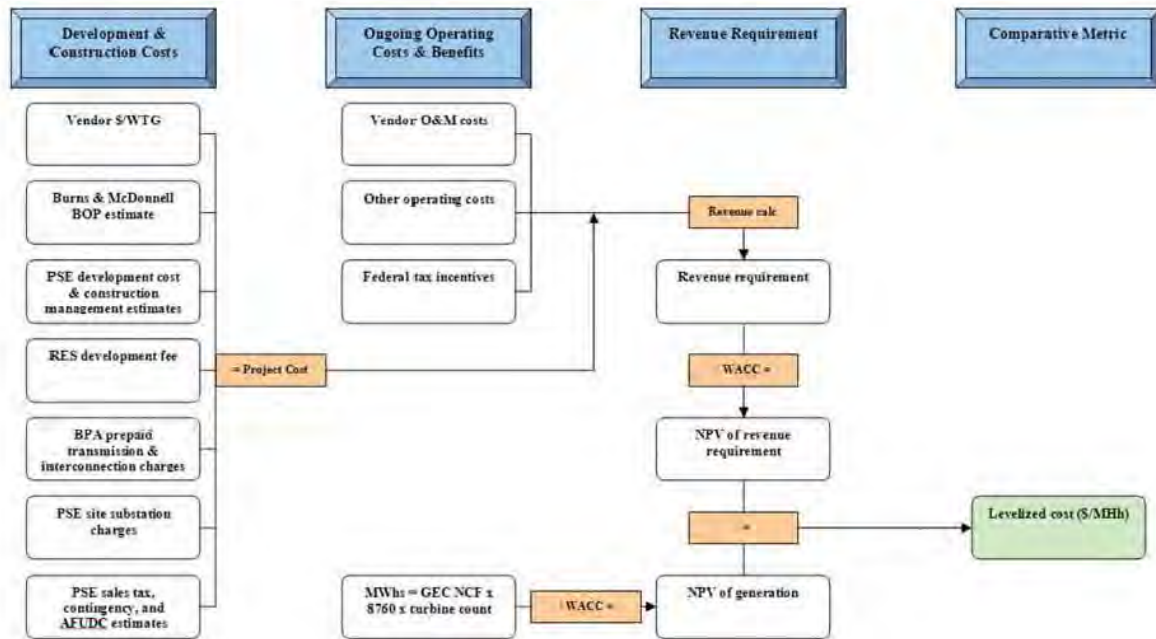 Development &
Construction Costs
Ongoing Operating
Costs & Benefits
Revenue Requirement
Comparative Metric
Vendor $/WTG
Burns & McDonnell
BOP estimate
PSE development cost
& construction
management estimates
RES development fee
BPA prepaid
transmission &
interconnection charges
PSE site substation
charges
PSE sales tax,
contingency, and
AFUDC estimates
= Project Cost
Vendor O&M costs
Other operating costs
Federal tax incentives
MWhs = GEC NCF x
8760 x turbine count
WACC =
Revenue calc
Revenue requirement
WACC =
NPV of revenue
requirement
=
NPV of generation
Levelized cost ($/MHh)